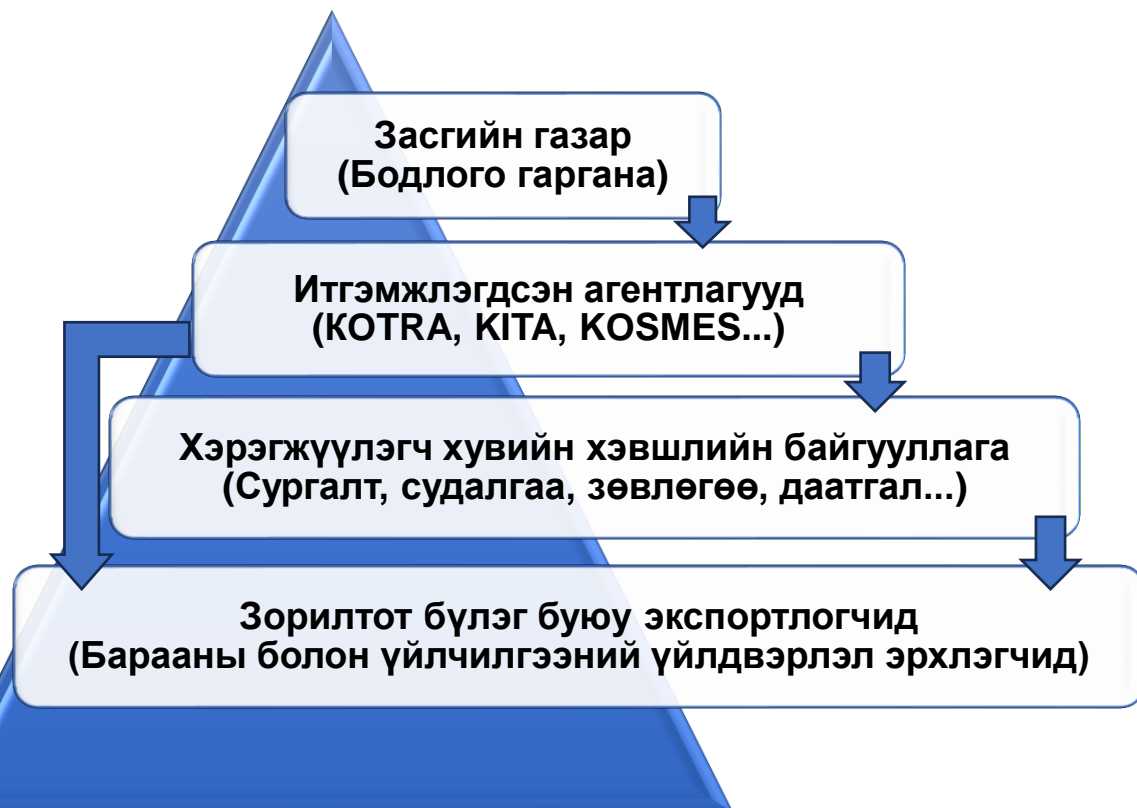 Засгийн газар
(Бодлого гаргана)
Итгэмжлэгдсэн агентлагууд
(KOTRA, KITA, KOSMES...)
Хэрэгжүүлэгч хувийн хэвшлийн байгууллага
(Сургалт, судалгаа, зөвлөгөө, даатгал...)
Зорилтот бүлэг буюу экспортлогчид
(Барааны болон үйлчилгээний үйлдвэрлэл эрхлэгчид)